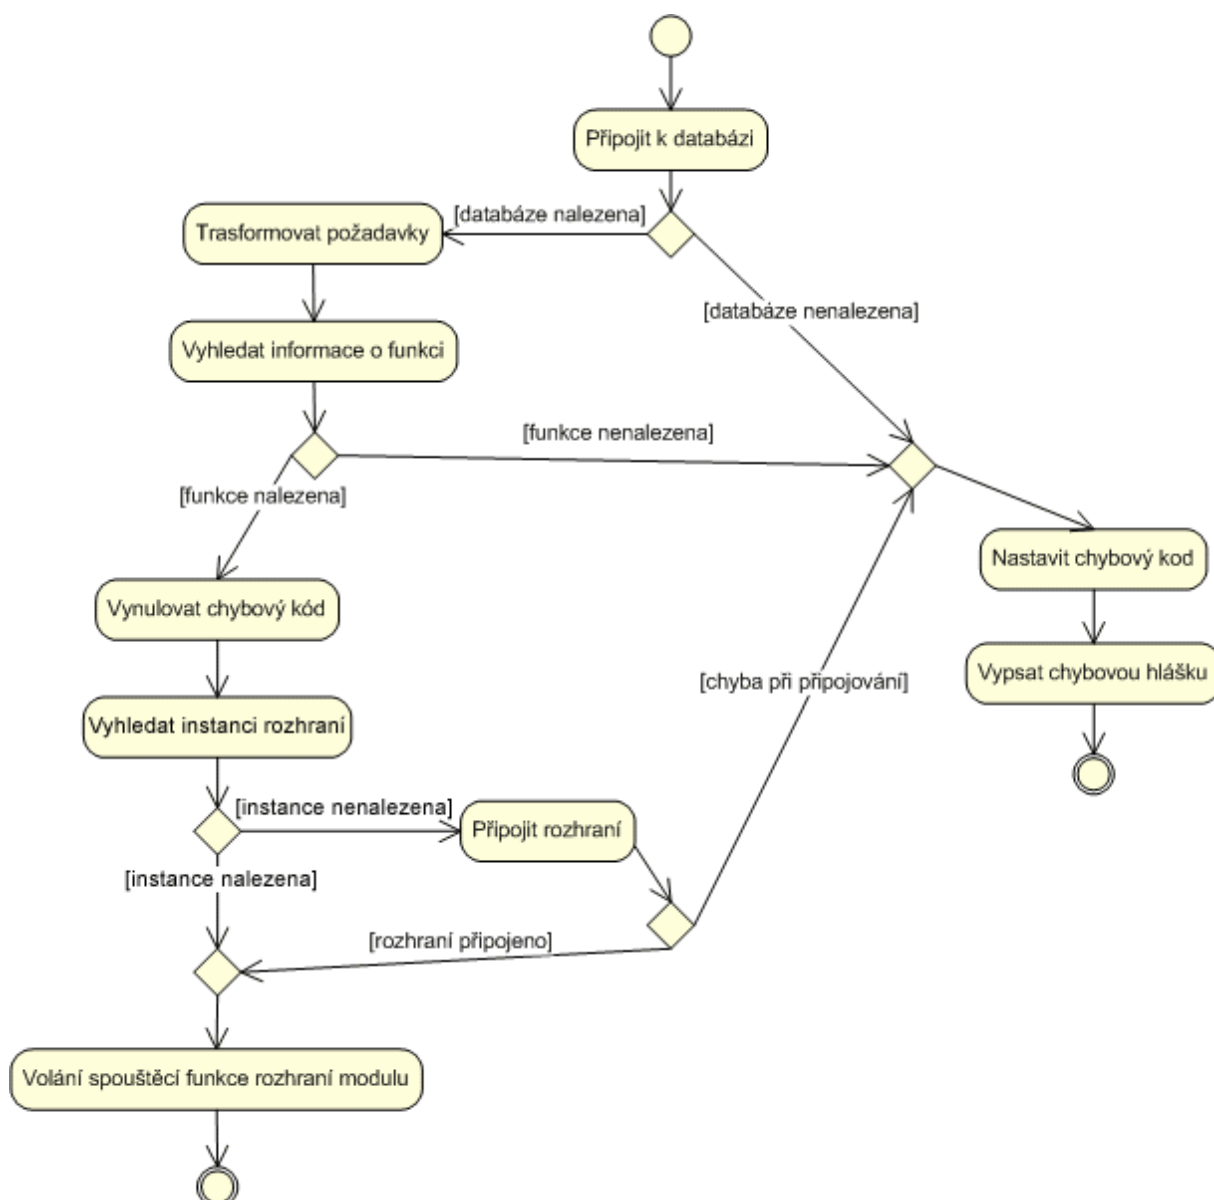 Připojit k databázi
[databáze nalezena]
Trasformovat požadavky
[databáze nenalezena]
Vyhledat informace o funkci
[funkce nenalezena]
[funkce nalezena]
Nastavit chybový kod
Vynulovat chybový kód
Vypsat chybovou hlášku
[chyba při připojování]
Vyhledat instanci rozhraní
[instance nenalezena]
Připojit rozhraní
[instance nalezena]
[rozhraní připojeno]
Volání spouštěcí funkce rozhraní modulu